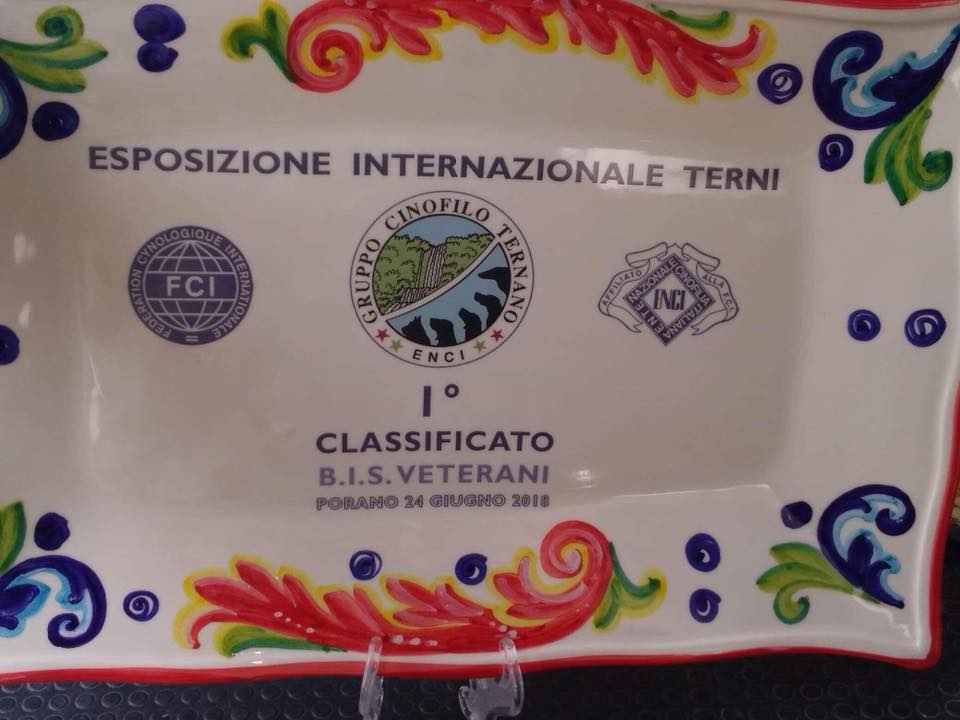 ESPOSIZIONE INTERNAZIONALE TERNI
FEDERATION CYNOLOGIQUE INTERNATIONALE
FCI
GRUPPO CINOFILO TERNANO
ENCI
AFFILIATO ALLA F.C.I.
ENTE NAZIONALE CINOFILIA ITALIANA
ENCI
1°
CLASSIFICATO
B.I.S. VETERANI
PORANO 24 GIUGNO 2018